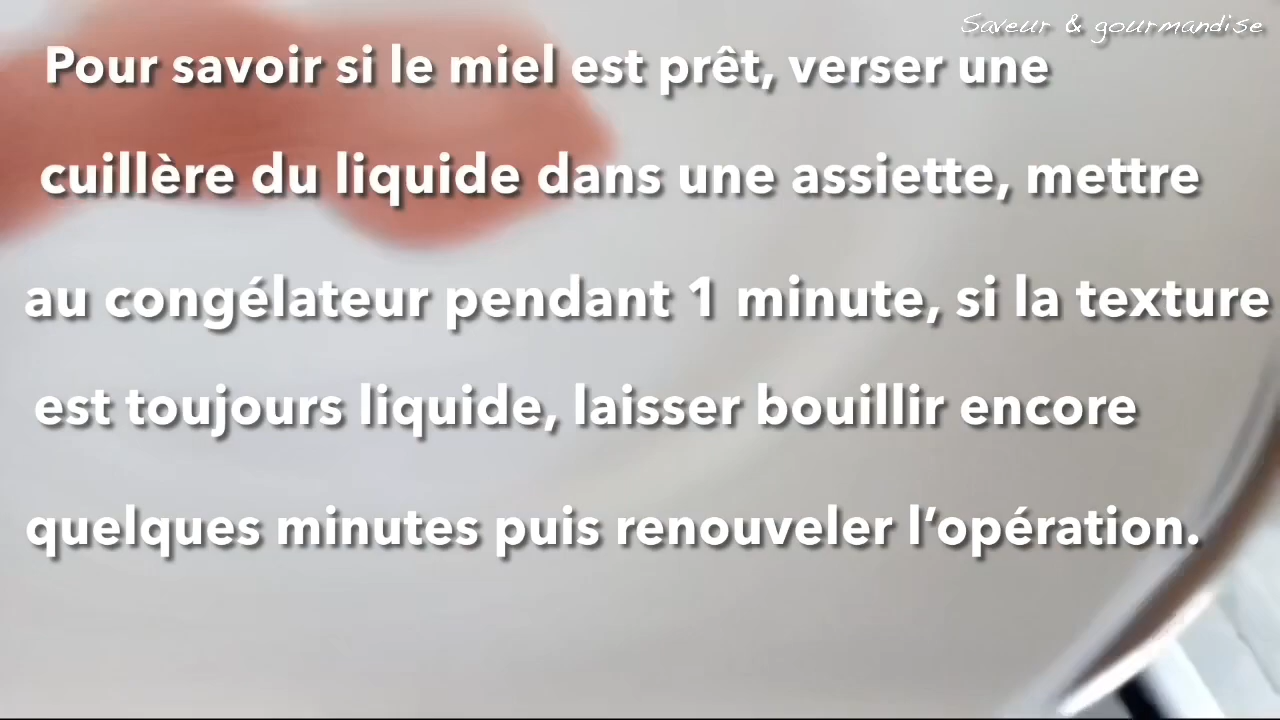 Saveur & gourmandise
Pour savoir si le miel est prêt, verser une
cuillère du liquide dans une assiette, mettre
au congélateur pendant 1 minute, si la texture
est toujours liquide, laisser bouillir encore
quelques minutes puis renouveler l’opération.